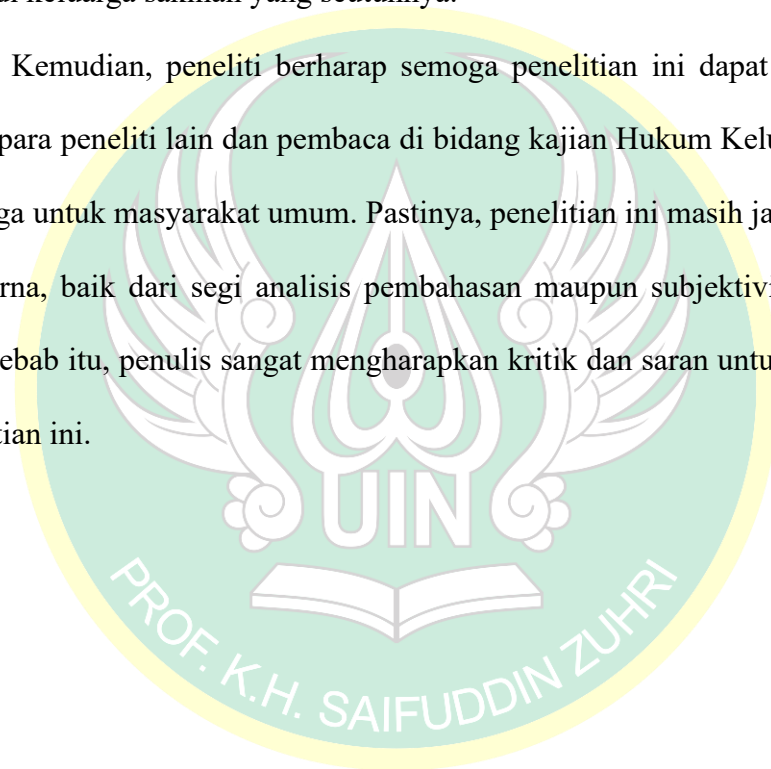 di keluarga sakinah yang seutuhnya.
Kemudian, peneliti berharap semoga penelitian ini dapat
para peneliti lain dan pembaca di bidang kajian Hukum Kelu
ga untuk masyarakat umum. Pastinya, penelitian ini masih ja
rna, baik dari segi analisis pembahasan maupun subjektivi
ebab itu, penulis sangat mengharapkan kritik dan saran untu
tian ini.
UIN
PROF. K.H. SAIFUDDIN ZUHRI